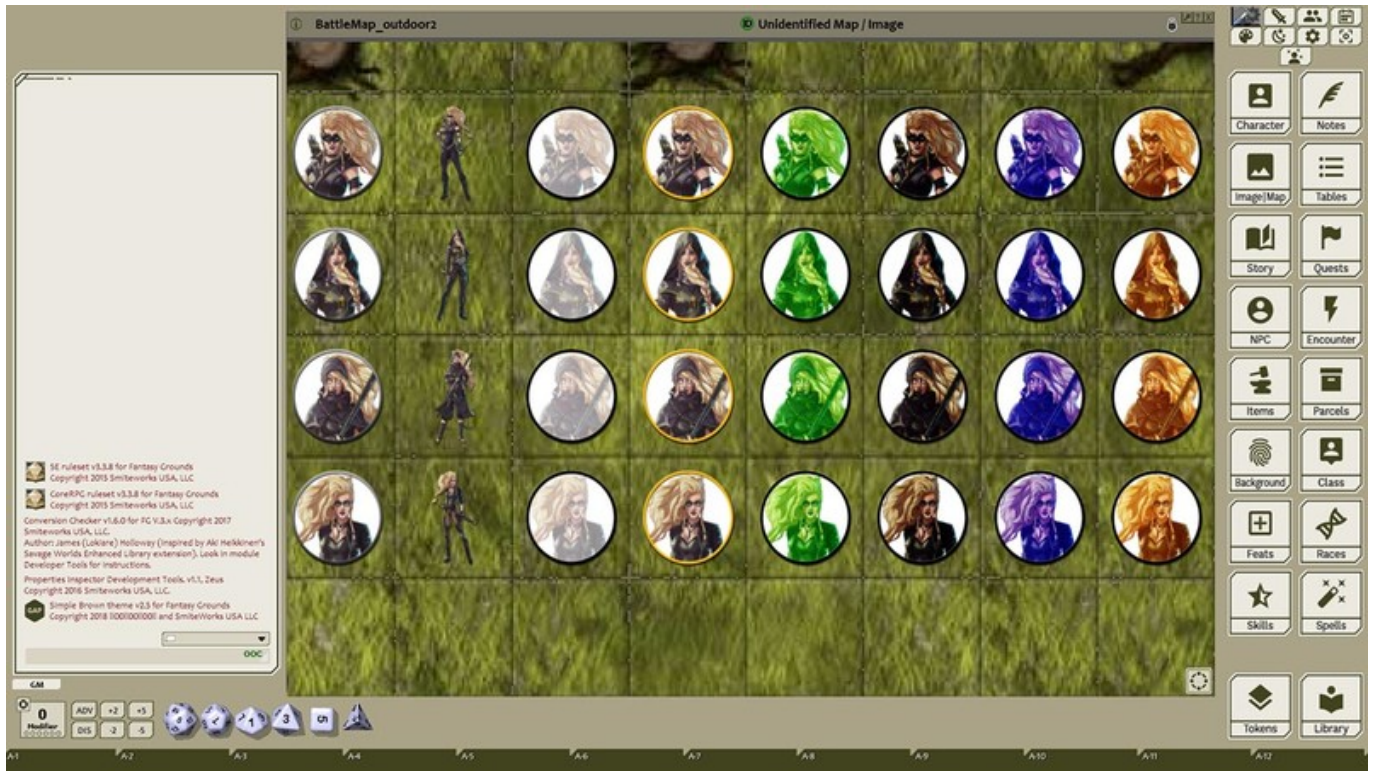 BattleMap_outdoor2
Unidentified Map / Image
SE ruleset v3.3.8 for Fantasy Grounds
Copyright 2015 Smiteworks USA, LLC
CoreRPG ruleset v3.3.8 for Fantasy Grounds
Copyright 2015 Smiteworks USA, LLC
Conversion Checker v1.6.0 for FG V.3.x Copyright 2017
Smiteworks USA, LLC.
Author: James (Lokiare) Holloway (Inspired by Aki Heikkinen's
Savage Worlds Enhanced Library extension). Look in module
Developer Tools for instructions.
Properties Inspector Development Tools. v1.1, Zeus
Copyright 2016 Smiteworks USA, LLC.
Simple Brown theme v2.5 for Fantasy Grounds
and SmiteWorks USA LLC
Copyright 2018
OOC
GM
0
Modifier
ADV
+2
+5
DIS
-2
-5
Character
Notes
Image|Map
Tables
Story
Quests
NPC
Encounter
Items
Parcels
Background
Class
Feats
Races
Skills
Spells
Tokens
Library
A-1
A-2
A-3
A-4
A-5
A-6
A-7
A-8
A-9
A-10
A-11
A-12